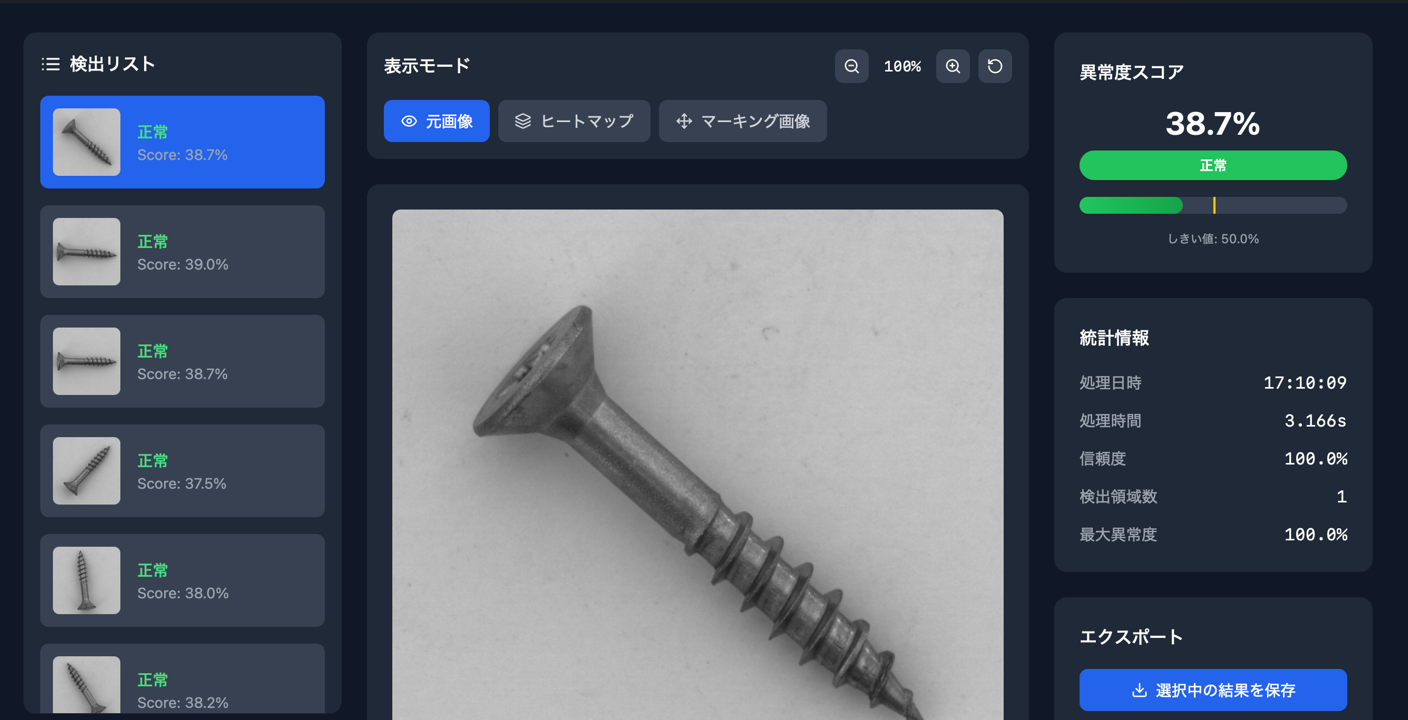 検出リスト
正常
Score: 38.7%
正常
Score: 39.0%
正常
Score: 38.7%
正常
Score: 37.5%
正常
Score: 38.0%
正常
Score: 38.2%
表示モード
100%
元画像
ヒートマップ
マーキング画像
異常度スコア
38.7%
正常
しきい値: 50.0%
統計情報
処理日時 17:10:09
処理時間 3.166s
信頼度 100.0%
検出領域数 1
最大異常度 100.0%
エクスポート
選択中の結果を保存